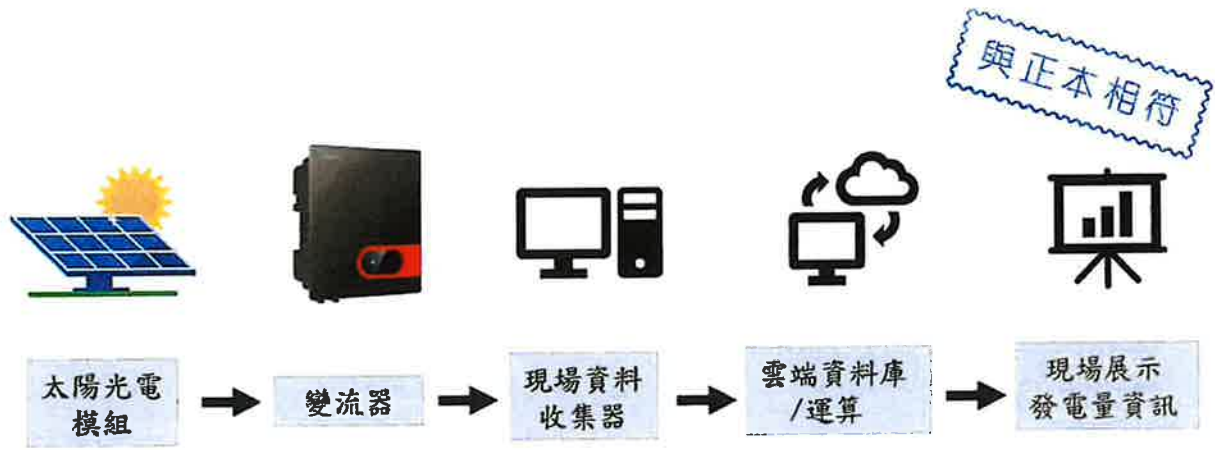 與正本相符
太陽光電
模組
變流器
現場資料
收集器
雲端資料庫
/運算
現場展示
發電量資訊